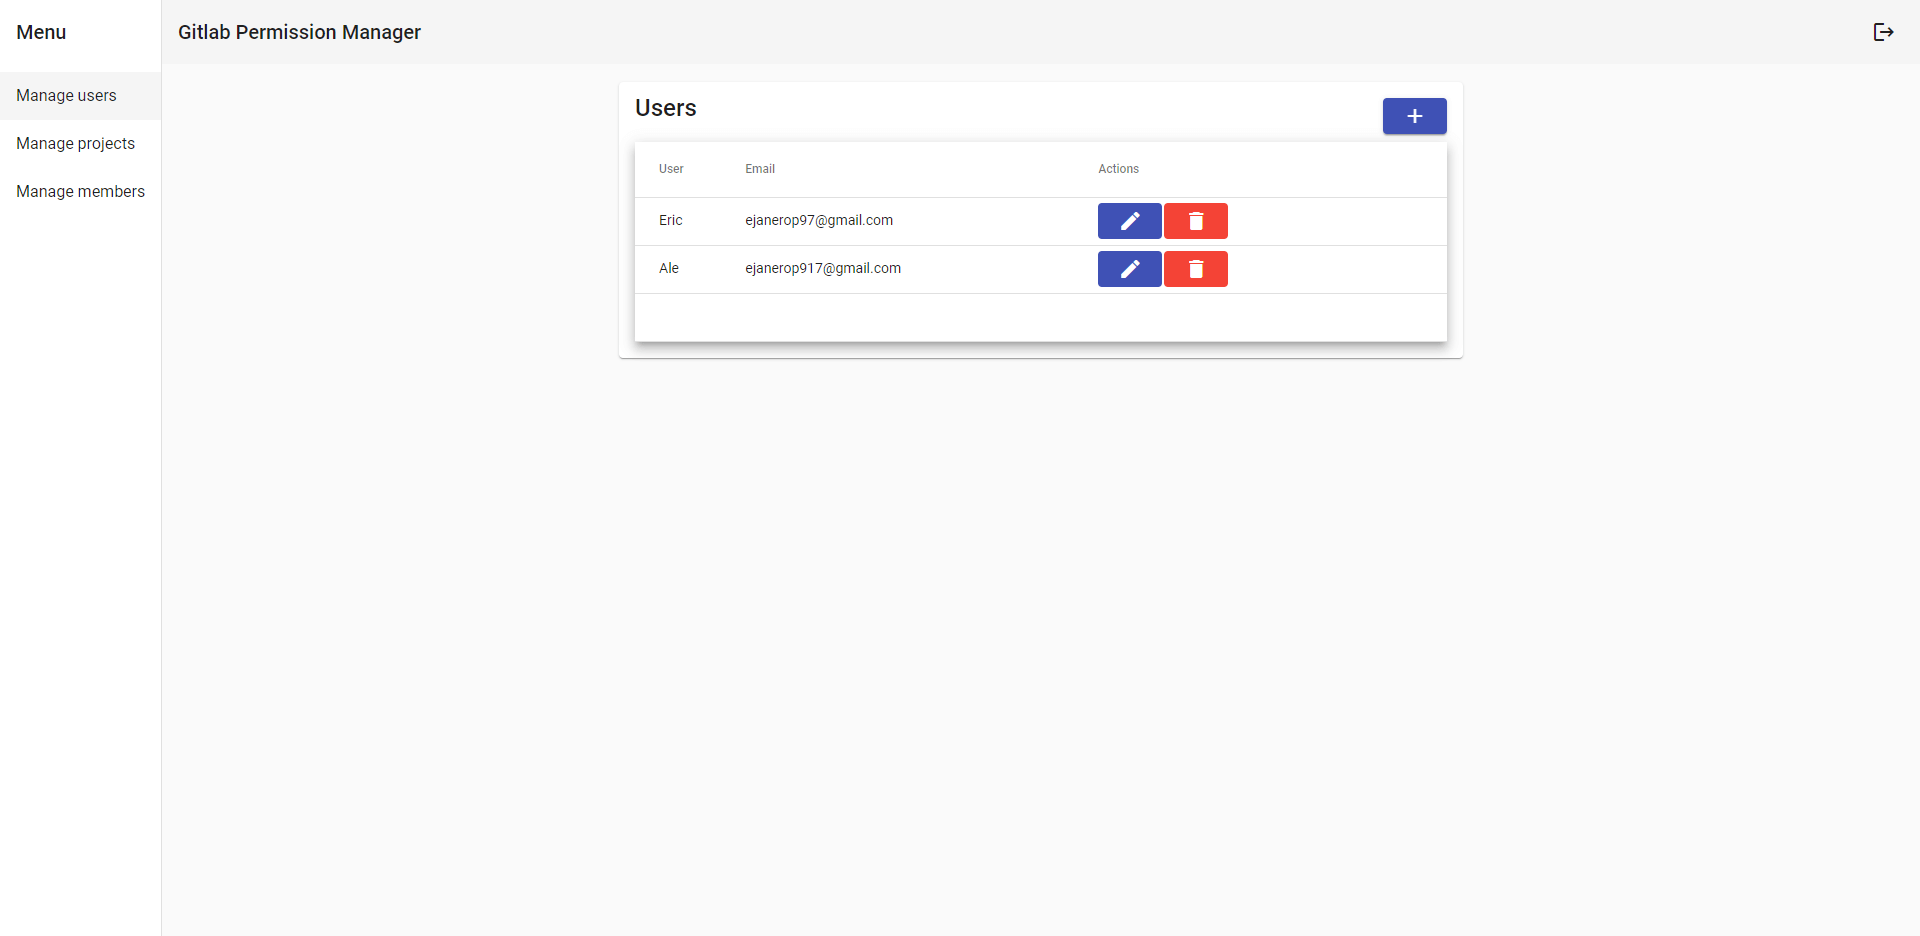 Menu
Gitlab Permission Manager
Manage users
Manage projects
Manage members
Users
+
User Email Actions
Eric ejanerop97@gmail.com
Ale ejanerop917@gmail.com